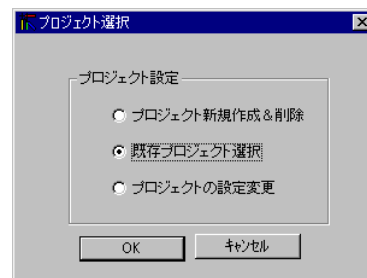 プロジェクト選択
プロジェクト設定
プロジェクト新規作成＆削除
既存プロジェクト選択
プロジェクトの設定変更
OK
ｷｬﾝｾﾙ